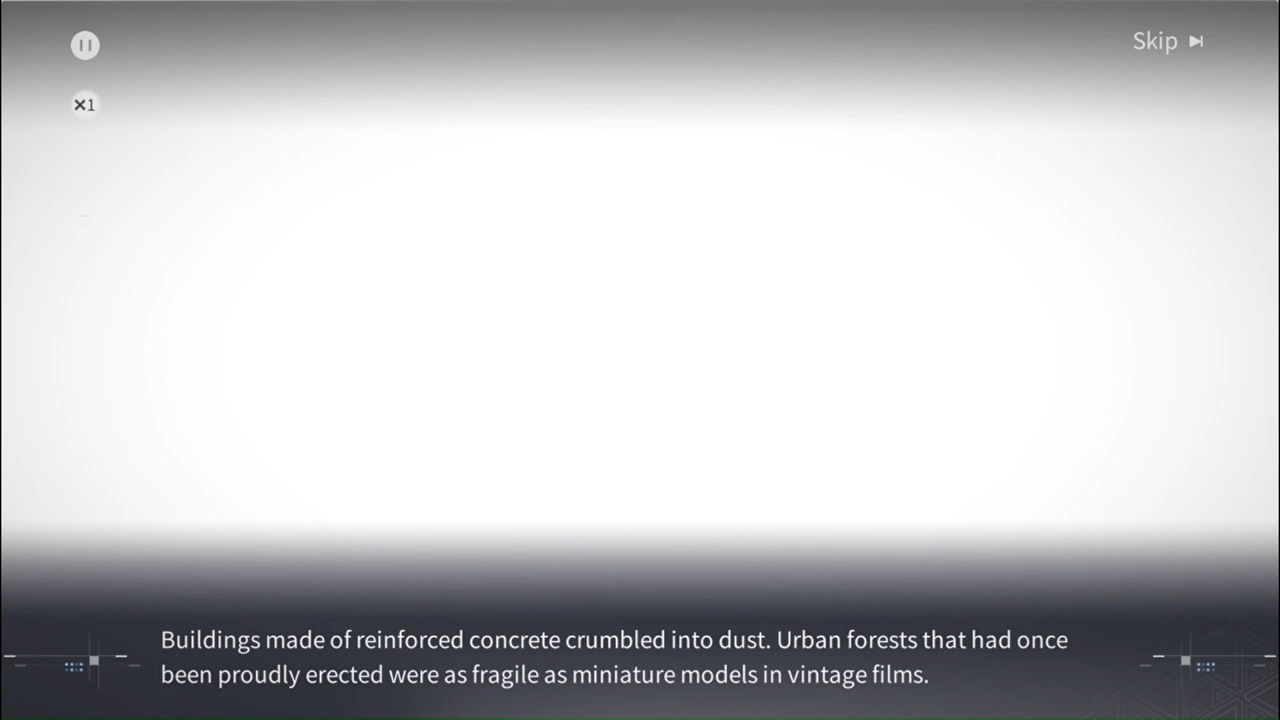 Skip
×1
Buildings made of reinforced concrete crumbled into dust. Urban forests that had once
been proudly erected were as fragile as miniature models in vintage films.